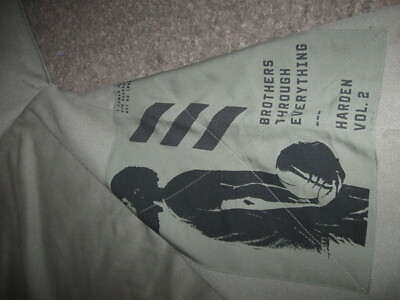 BROTHERS
THROUGH
EVERYTHING
---
HARDEN
VOL. 2